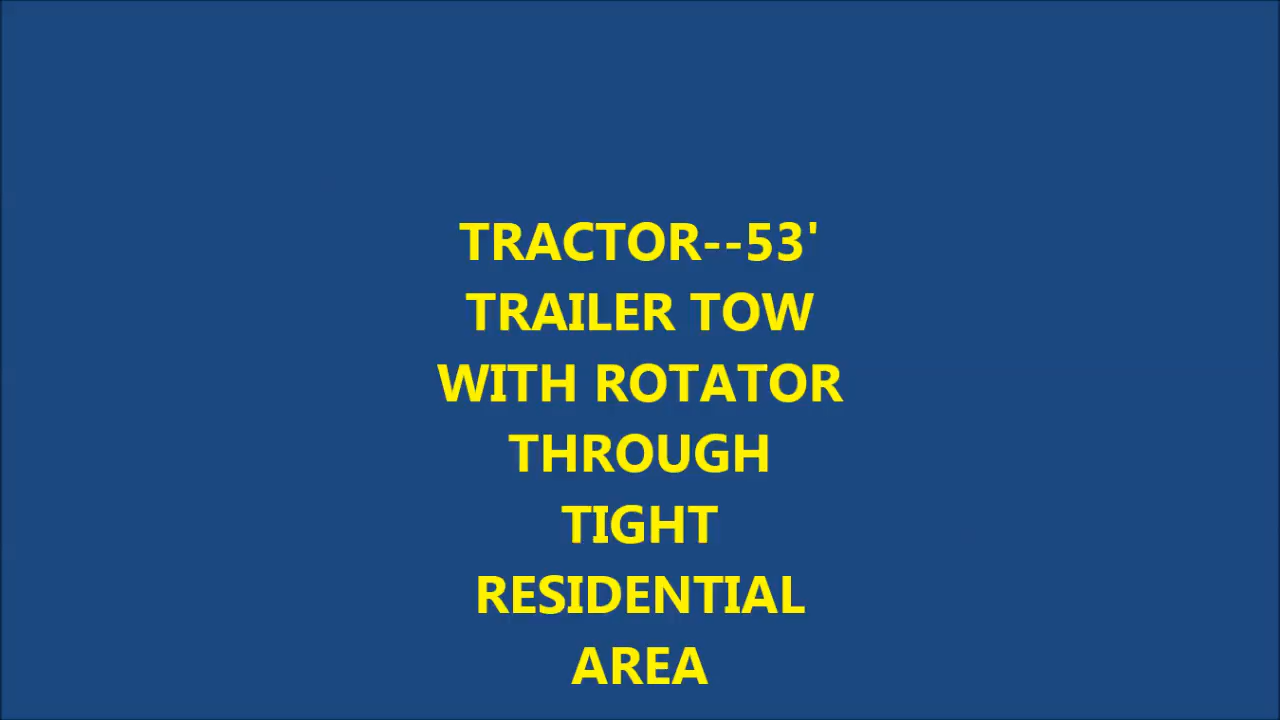 TRACTOR--53'
TRAILER TOW
WITH ROTATOR
THROUGH
TIGHT
RESIDENTIAL
AREA